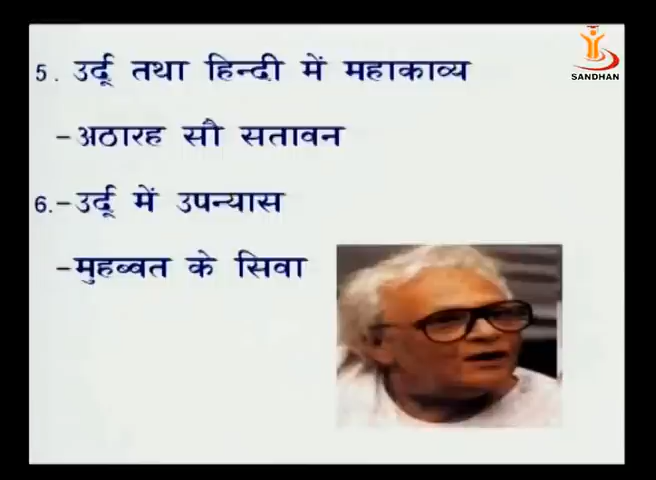 SANDHAN
5. उर्दू तथा हिन्दी में महाकाव्य
-अठारह सौ सतावन
6.-उर्दू में उपन्यास
-मुहब्बत के सिवा